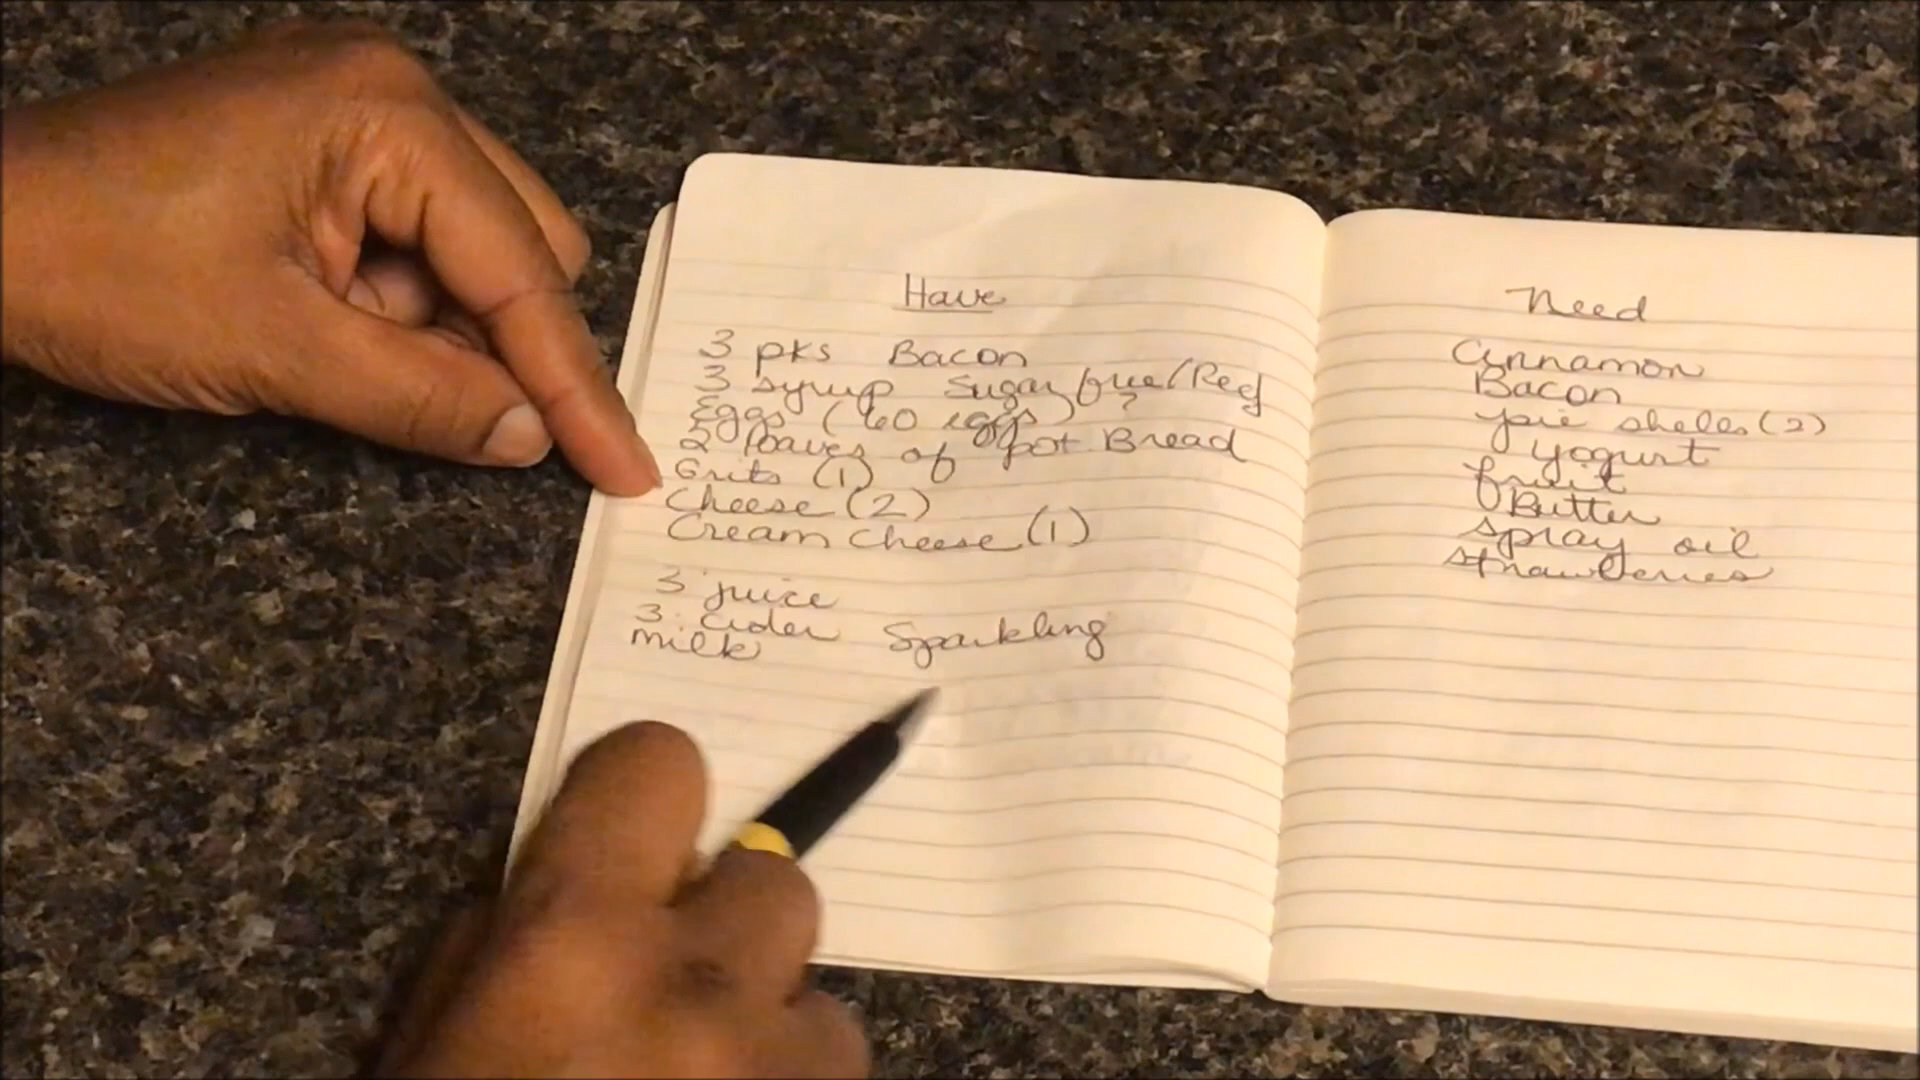 Have
3 pks Bacon
3 syrup Sugar free/Reg
Eggs (60 eggs) ?
2 loaves of pot. Bread
Grits (1)
Cheese (2)
Cream Cheese (1)
3 juice
3 Cider Sparkling
milk
Need
Cinnamon
Bacon
pie shells (2)
yogurt
fruit
Butter
spray oil
strawberries